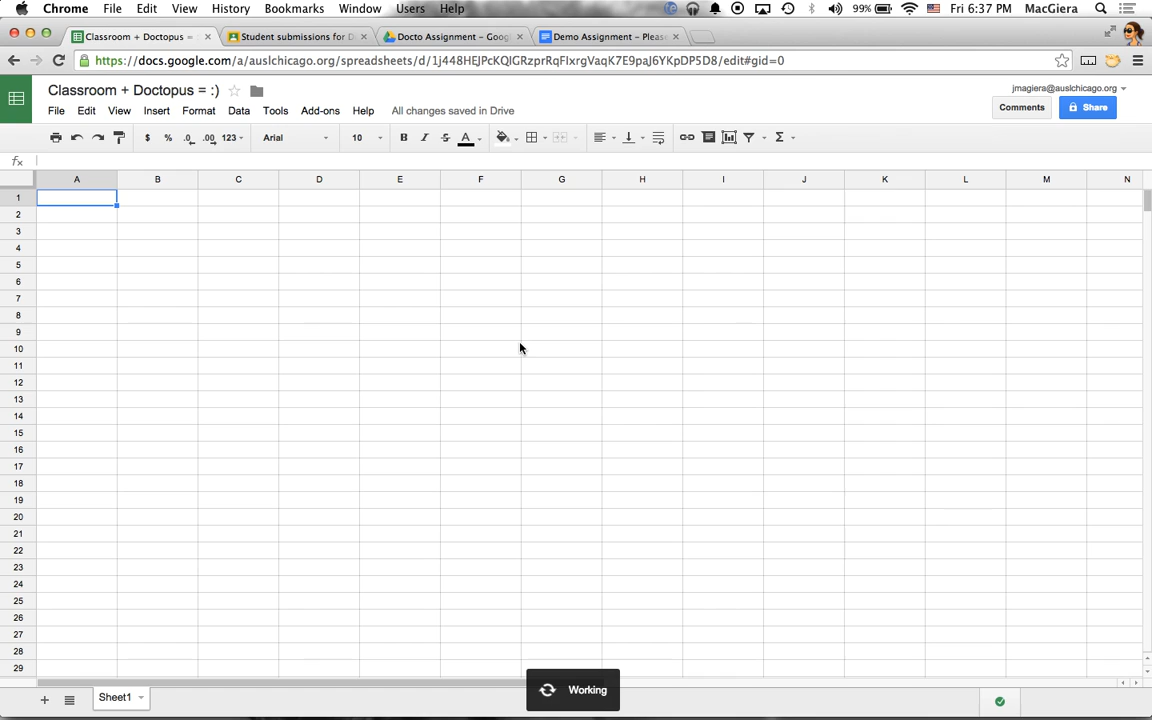 Chrome File Edit View History Bookmarks Window Users Help 99% Fri 6:37 PM MacGiera
Classroom + Doctopus = Student submissions for D Docto Assignment – Goog Demo Assignment – Pleas
https://docs.google.com/a/auslchicago.org/spreadsheets/d/1j448HEJPcKQIGRzprRqFIxrgVaqK7E9paJ6YKpDP5D8/edit#gid=0
Classroom + Doctopus = :) jmagiera@auslchicago.org
File Edit View Insert Format Data Tools Add-ons Help All changes saved in Drive Comments Share
$ % .0 .00 123 Arial 10 B I S A Σ
fx
A B C D E F G H I J K L M N
1
2
3
4
5
6
7
8
9
10
11
12
13
14
15
16
17
18
19
20
21
22
23
24
25
26
27
28
29
Working
Sheet1